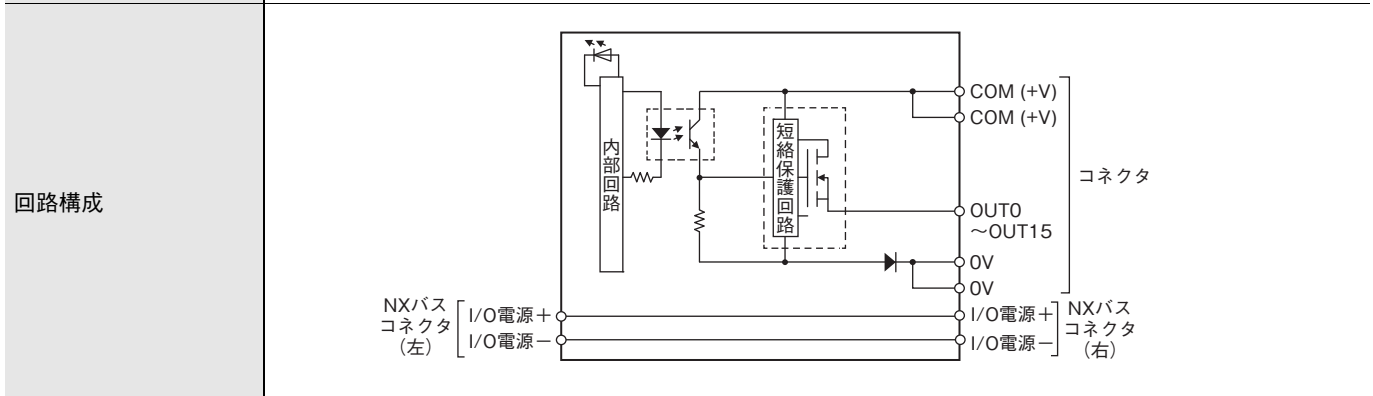 回路構成
内部回路
短絡保護回路
COM (+V)
COM (+V)
コネクタ
OUT0
～OUT15
0V
0V
NXバス
コネクタ
（左）
I/O電源＋
I/O電源－
I/O電源＋
I/O電源－
NXバス
コネクタ
（右）